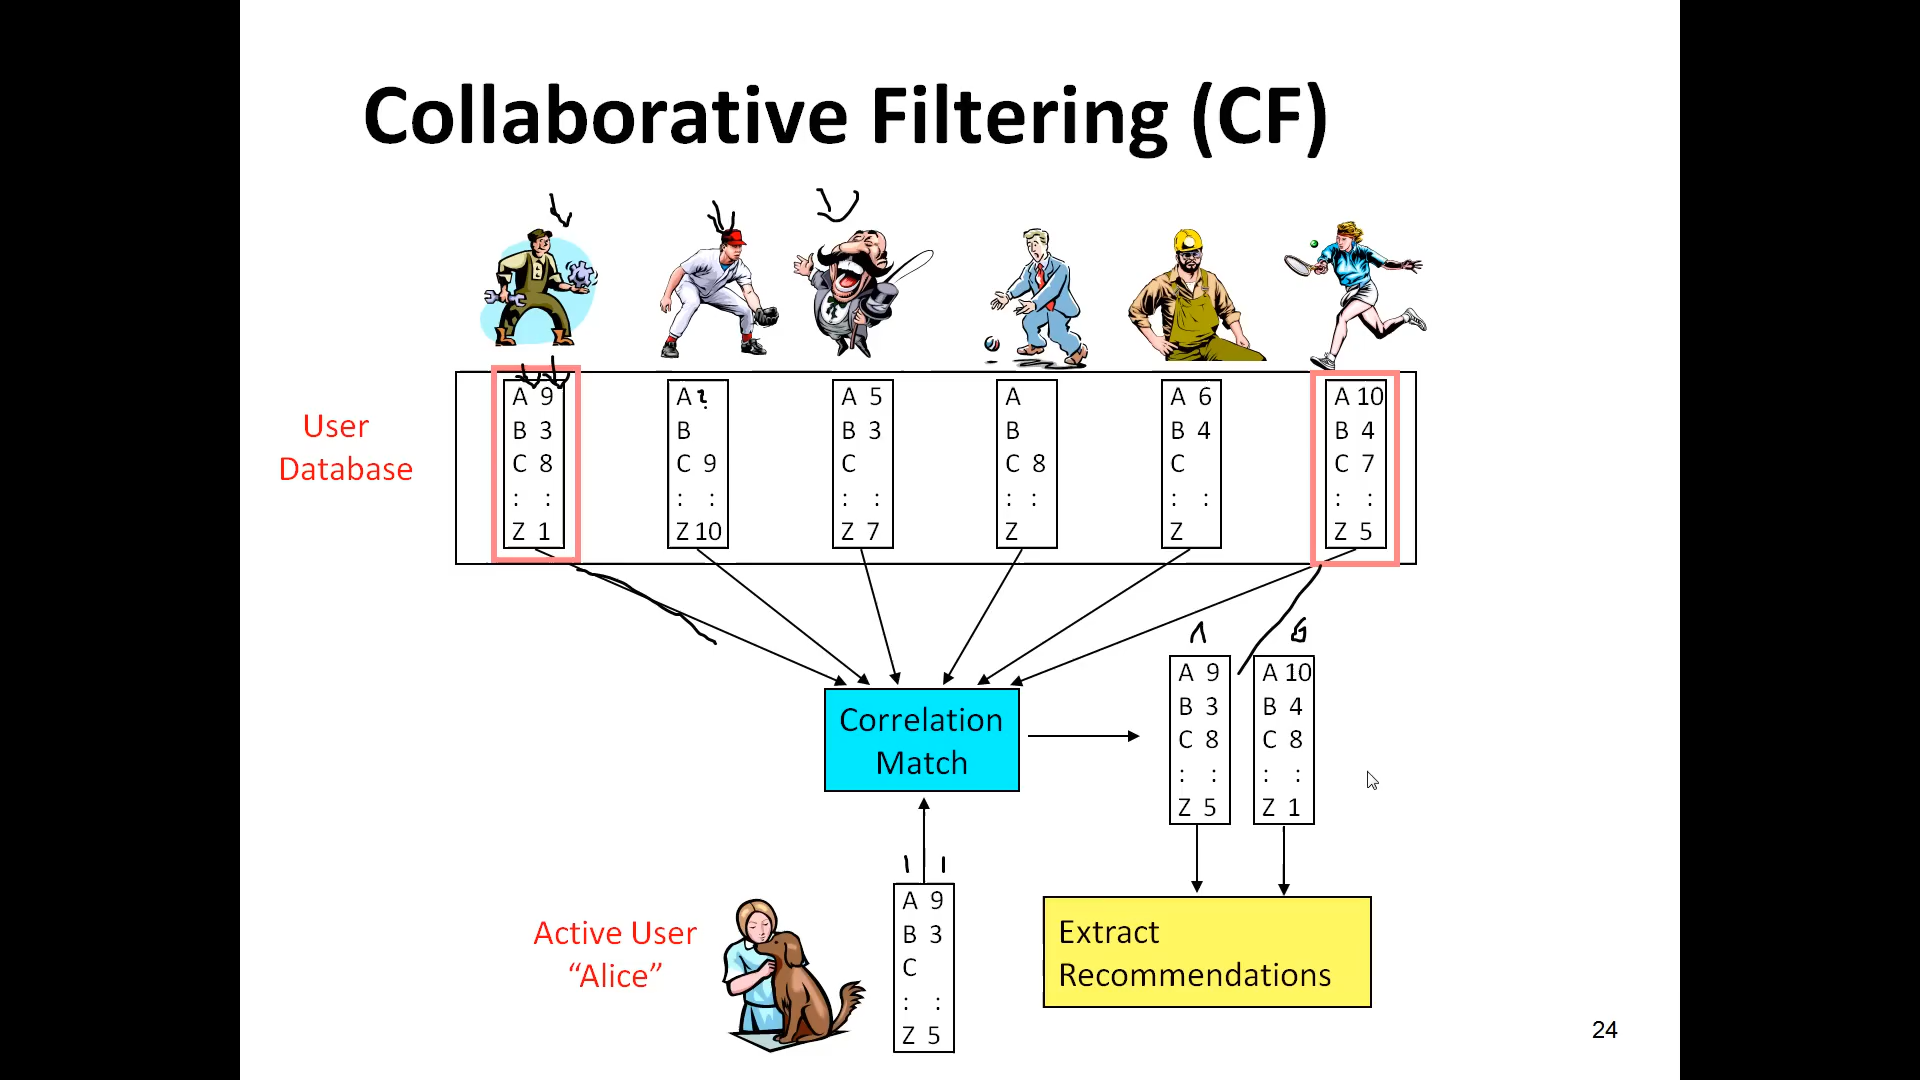 Collaborative Filtering (CF)
User
Database
A 9
B 3
C 8
: :
Z 1
A ?
B
C 9
: :
Z 10
A 5
B 3
C
: :
Z 7
A
B
C 8
: :
Z
A 6
B 4
C
: :
Z
A 10
B 4
C 7
: :
Z 5
Correlation
Match
A 9
B 3
C 8
: :
Z 5
6
A 10
B 4
C 8
: :
Z 1
Active User
“Alice”
A 9
B 3
C
: :
Z 5
Extract
Recommendations
24